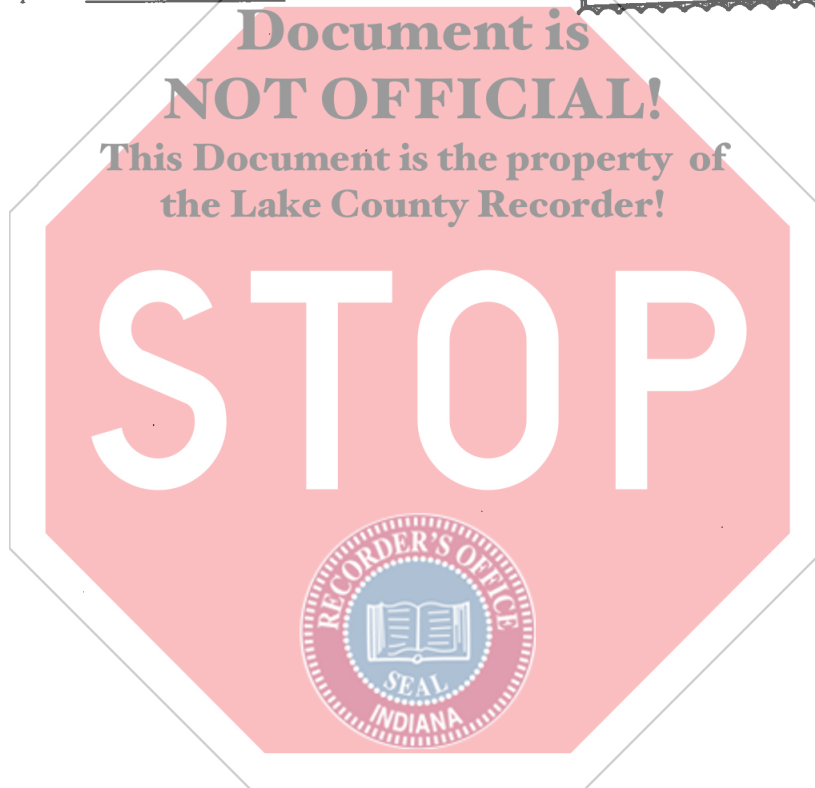 Document is
NOT OFFICIAL!
This Document is the property of
the Lake County Recorder!
STOP
RECORDER'S OFFICE
SEAL
INDIANA